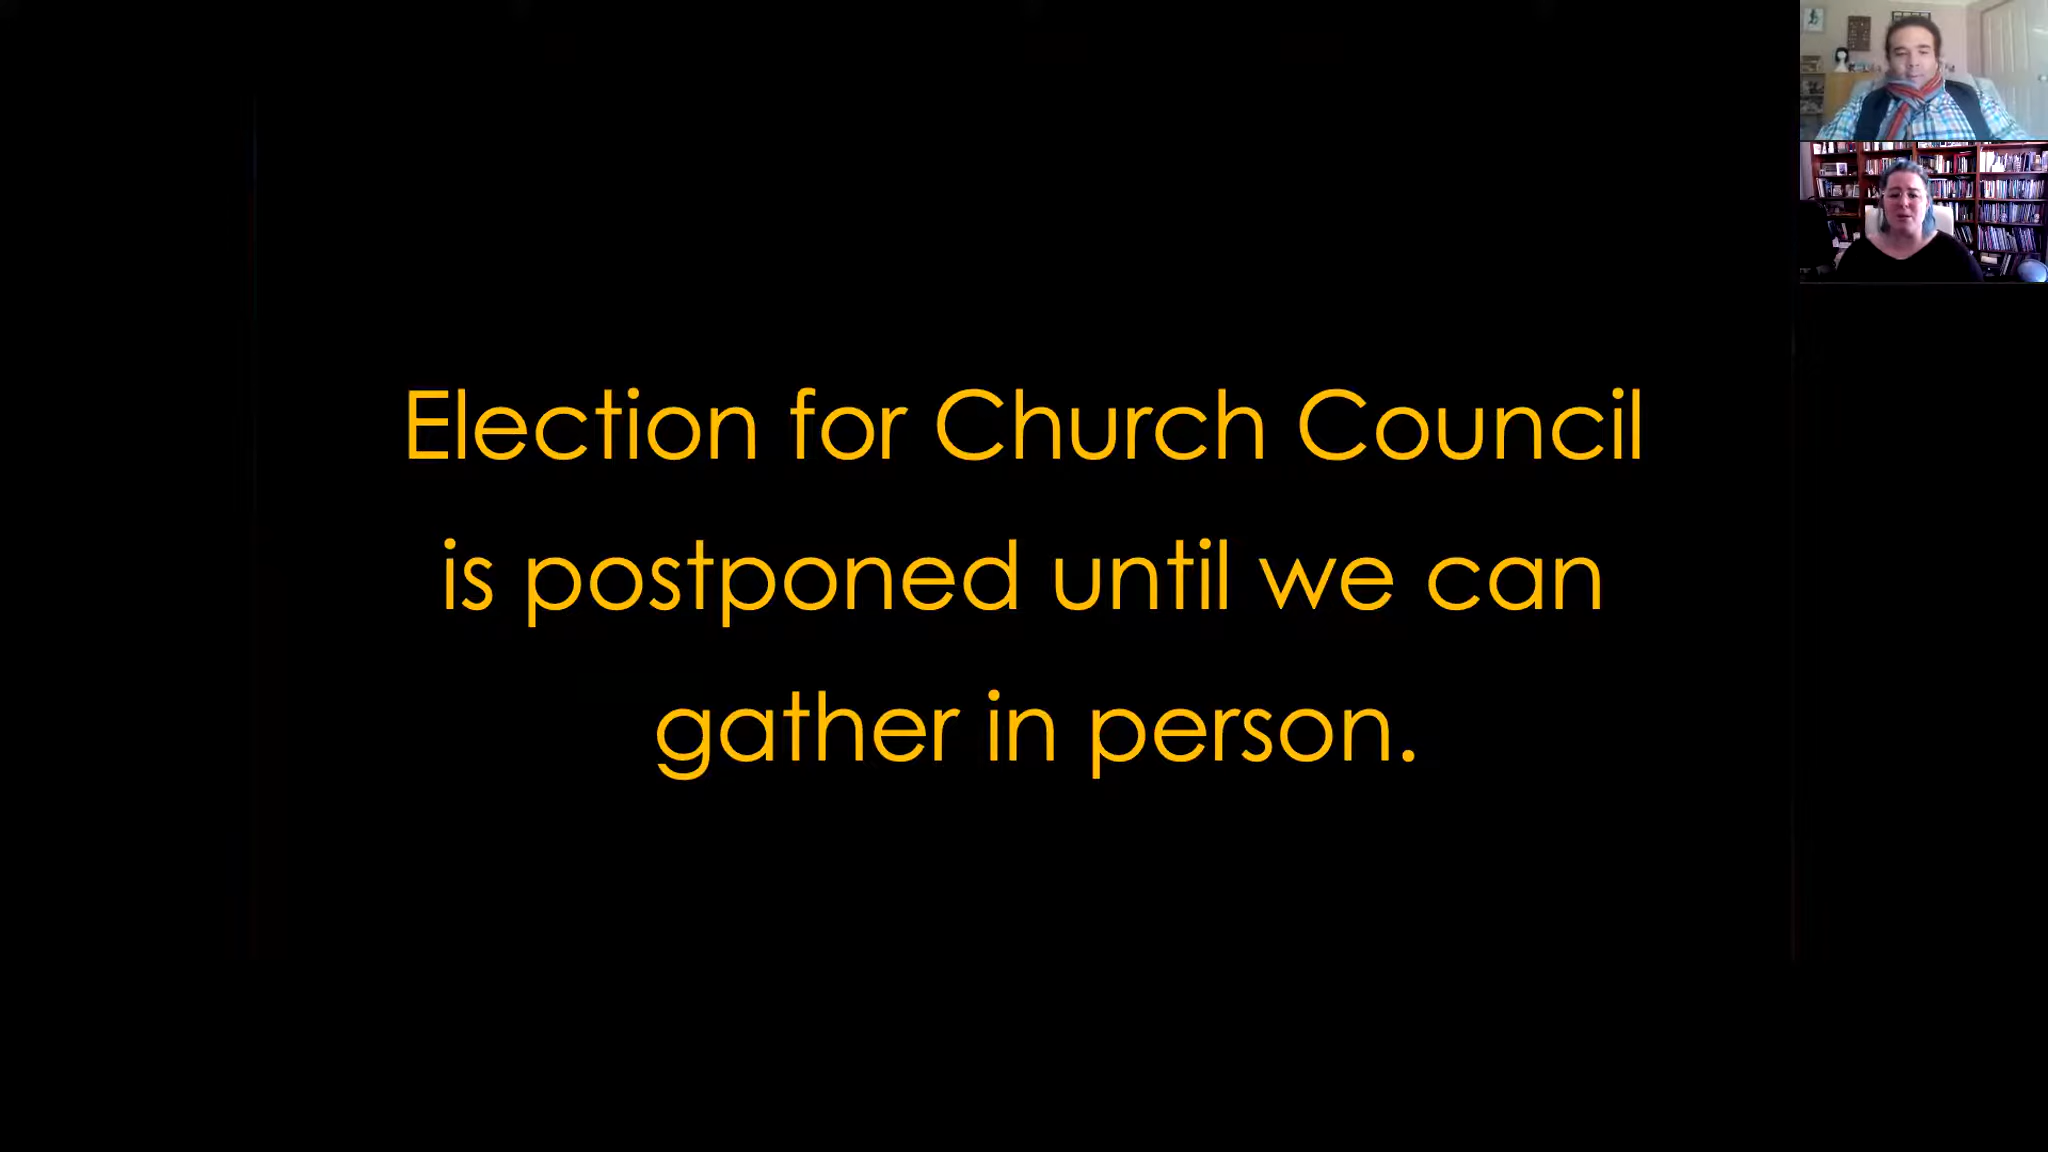 Election for Church Council
is postponed until we can
gather in person.